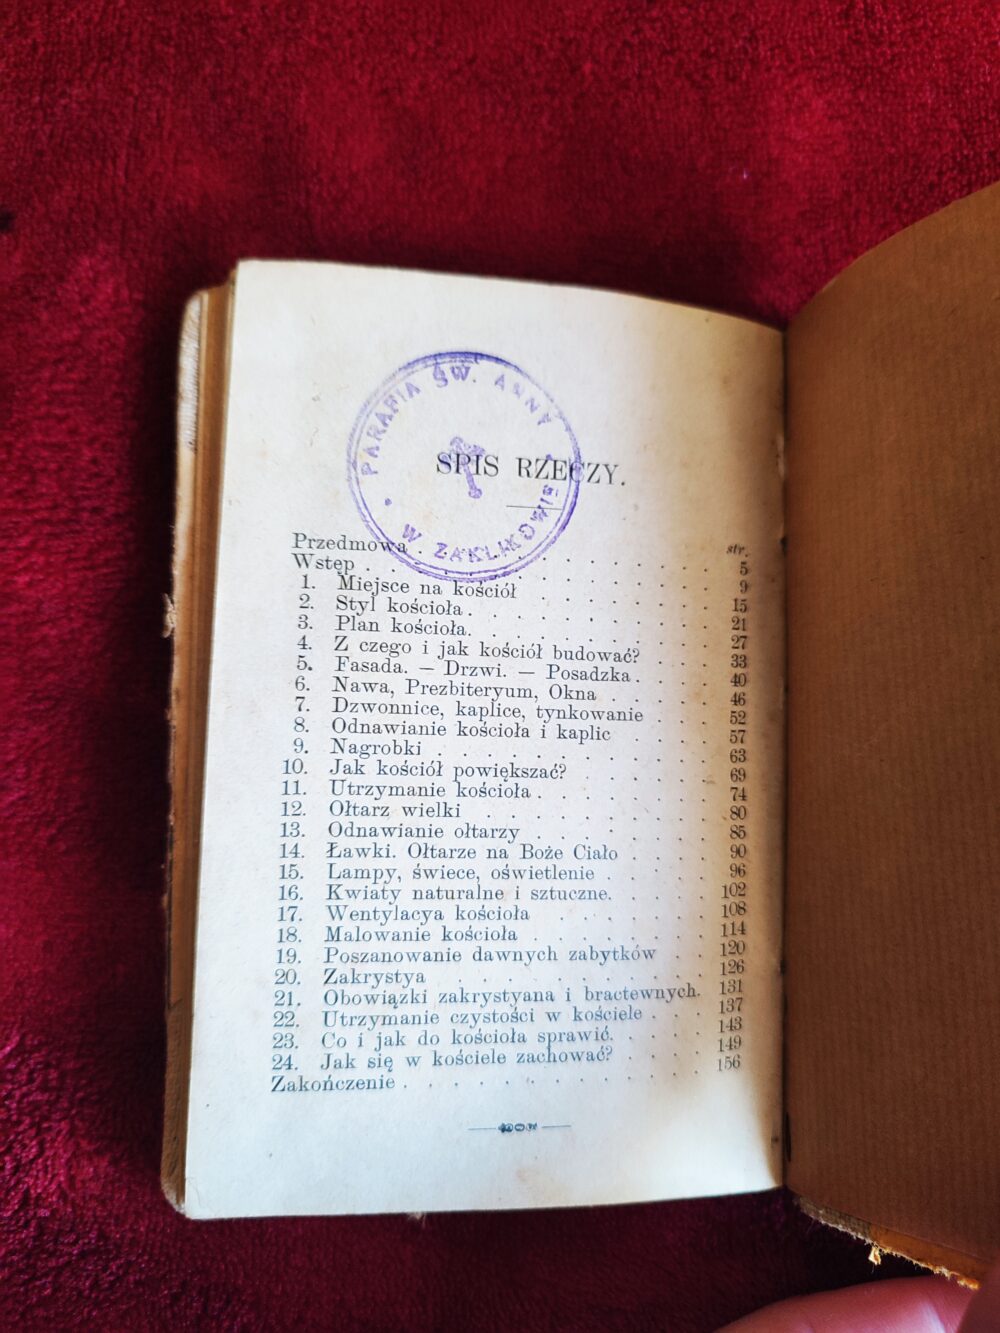 PARAFIA ŚW. ANNY
W ZAKLIKOWIE
SPIS RZECZY.
str.
Przedmowa . . . . . . . . . . 5
Wstęp . . . . . . . . . . . . 9
1. Miejsce na kościół . . . . . . . 15
2. Styl kościoła . . . . . . . . . 21
3. Plan kościoła. . . . . . . . . 27
4. Z czego i jak kościół budować? . . . 33
5. Fasada. — Drzwi. — Posadzka . . . . 40
6. Nawa, Prezbiteryum, Okna . . . . . 46
7. Dzwonnice, kaplice, tynkowanie . . . 52
8. Odnawianie kościoła i kaplic . . . . 57
9. Nagrobki . . . . . . . . . . 63
10. Jak kościół powiększać? . . . . . 69
11. Utrzymanie kościoła . . . . . . . 74
12. Ołtarz wielki . . . . . . . . . 80
13. Odnawianie ołtarzy . . . . . . . 85
14. Ławki. Ołtarze na Boże Ciało . . . . 90
15. Lampy, świece, oświetlenie . . . . . 96
16. Kwiaty naturalne i sztuczne. . . . . 102
17. Wentylacya kościoła . . . . . . 108
18. Malowanie kościoła . . . . . . . 114
19. Poszanowanie dawnych zabytków . . . 120
20. Zakrystya . . . . . . . . . 126
21. Obowiązki zakrystyana i bractewnych. 131
22. Utrzymanie czystości w kościele . . . 137
23. Co i jak do kościoła sprawić. . . . . 143
24. Jak się w kościele zachować? . . . . 149
Zakończenie . . . . . . . . . . . 156